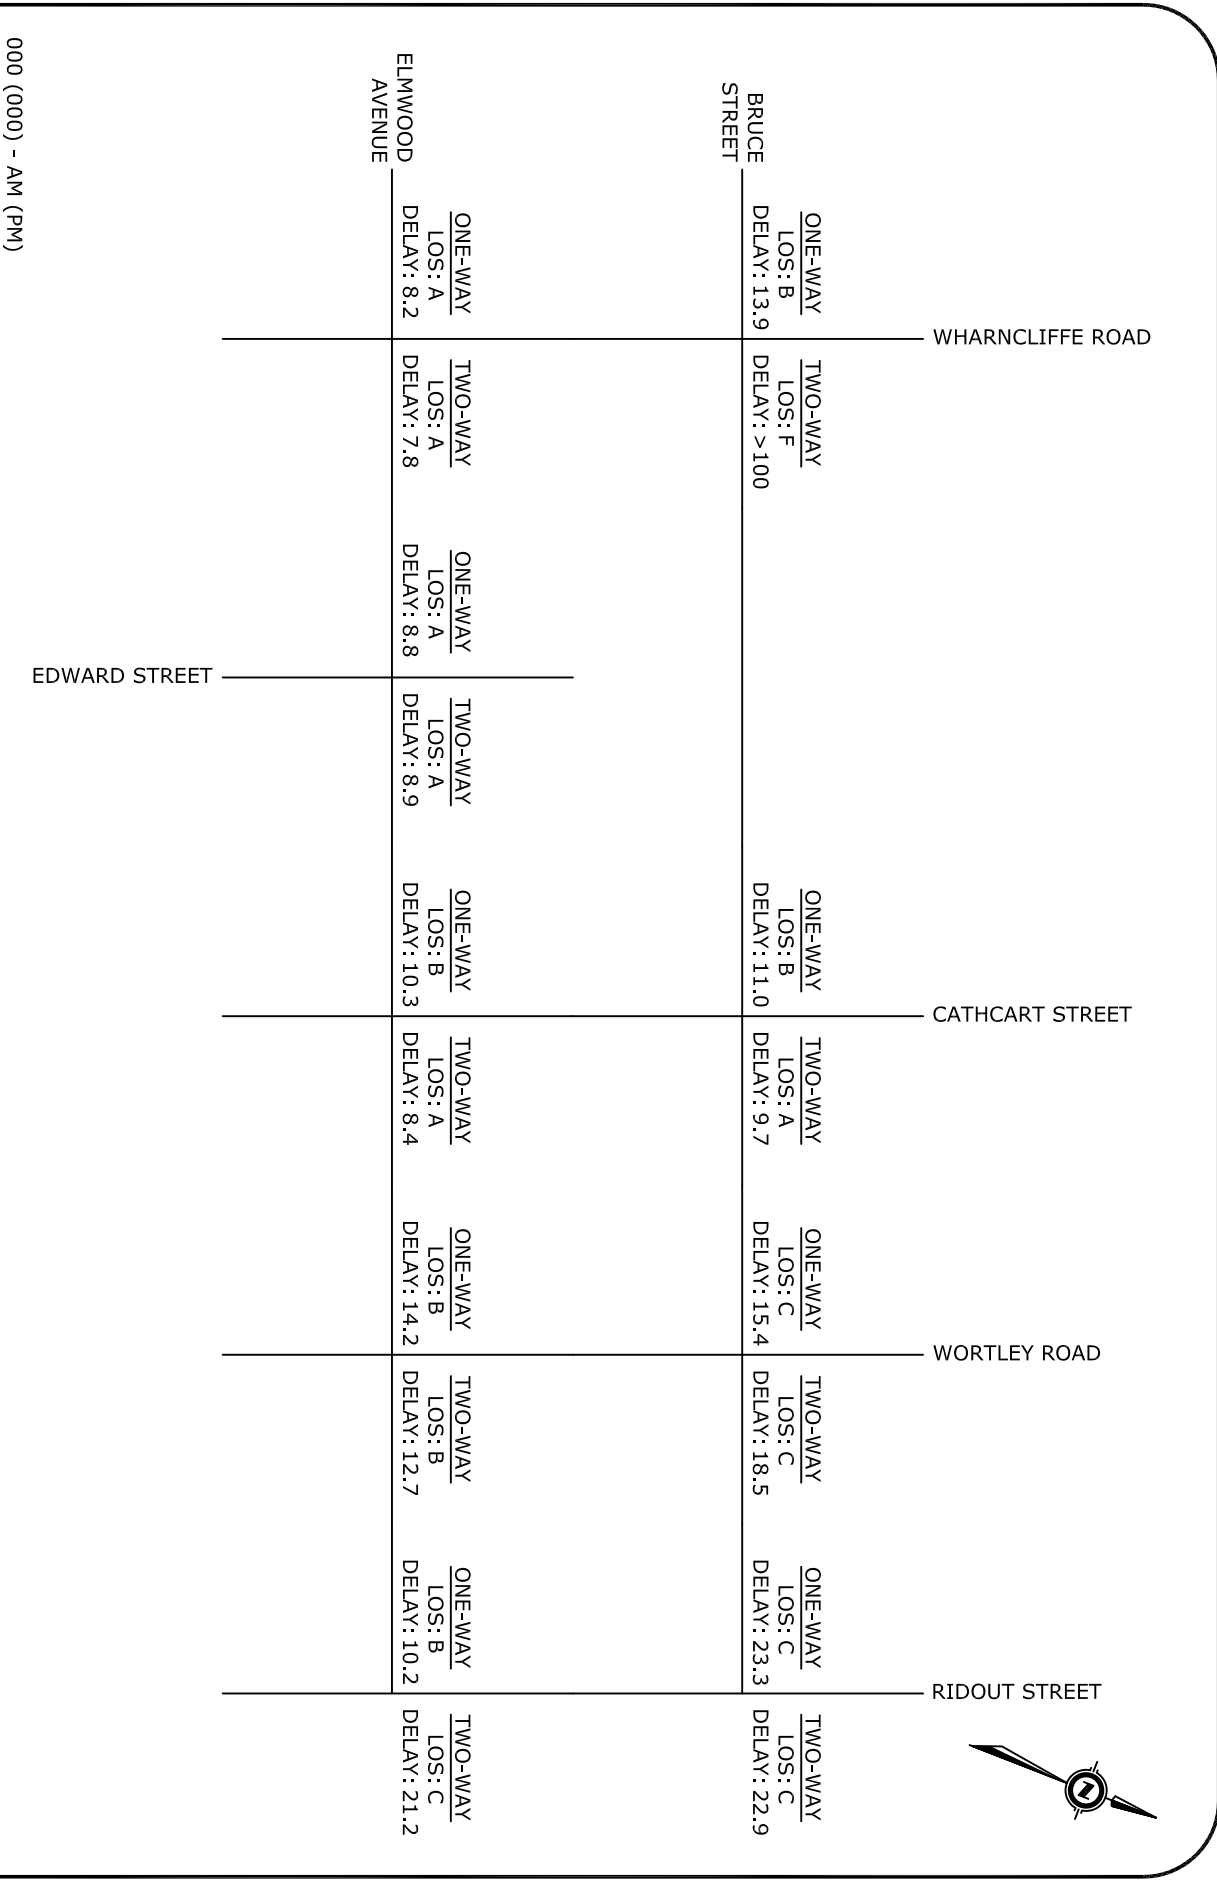 BRUCE
STREET
ONE-WAY
LOS: B
DELAY: 13.9
WHARNCLIFFE ROAD
TWO-WAY
LOS: F
DELAY: >100
ONE-WAY
LOS: B
DELAY: 11.0
CATHCART STREET
TWO-WAY
LOS: A
DELAY: 9.7
ONE-WAY
LOS: C
DELAY: 15.4
WORTLEY ROAD
TWO-WAY
LOS: C
DELAY: 18.5
ONE-WAY
LOS: C
DELAY: 23.3
RIDOUT STREET
TWO-WAY
LOS: C
DELAY: 22.9
ELMWOOD
AVENUE
ONE-WAY
LOS: A
DELAY: 8.2
TWO-WAY
LOS: A
DELAY: 7.8
ONE-WAY
LOS: A
DELAY: 8.8
EDWARD STREET
TWO-WAY
LOS: A
DELAY: 8.9
ONE-WAY
LOS: B
DELAY: 10.3
TWO-WAY
LOS: A
DELAY: 8.4
ONE-WAY
LOS: B
DELAY: 14.2
TWO-WAY
LOS: B
DELAY: 12.7
ONE-WAY
LOS: B
DELAY: 10.2
TWO-WAY
LOS: C
DELAY: 21.2
Z
000 (000) - AM (PM)